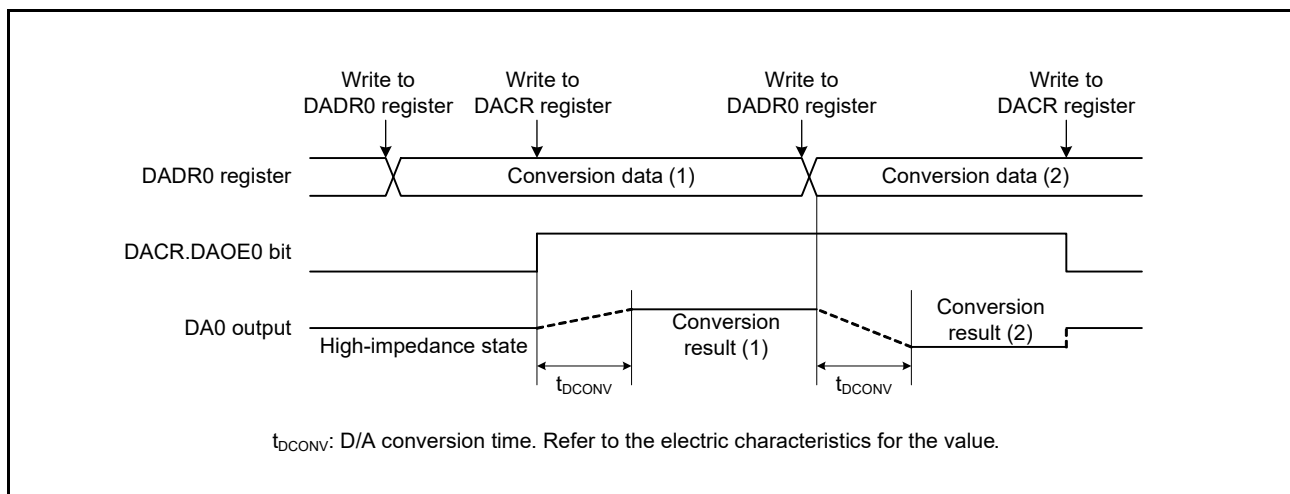 Write to
DADR0 register
Write to
DACR register
Write to
DADR0 register
Write to
DACR register
DADR0 register
Conversion data (1)
Conversion data (2)
DACR.DAOE0 bit
DA0 output
High-impedance state
Conversion
result (1)
Conversion
result (2)
tDCONV
tDCONV
tDCONV: D/A conversion time. Refer to the electric characteristics for the value.